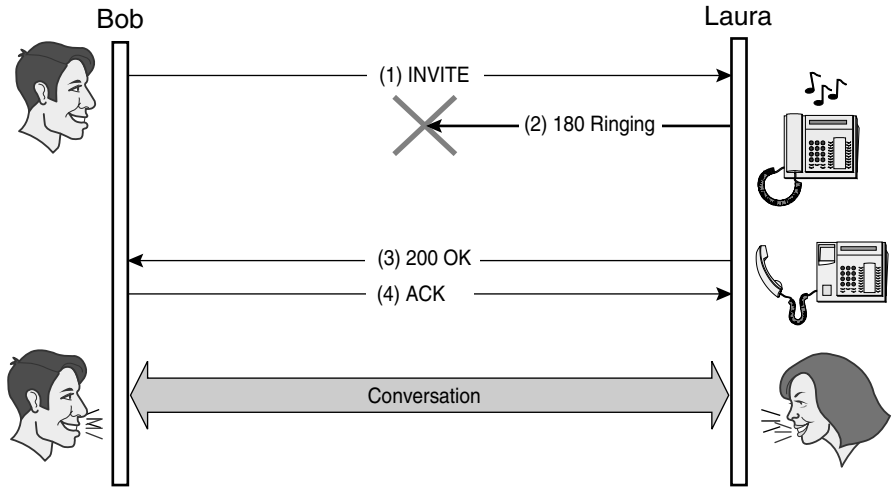 Bob
Laura
(1) INVITE
(2) 180 Ringing
(3) 200 OK
(4) ACK
Conversation